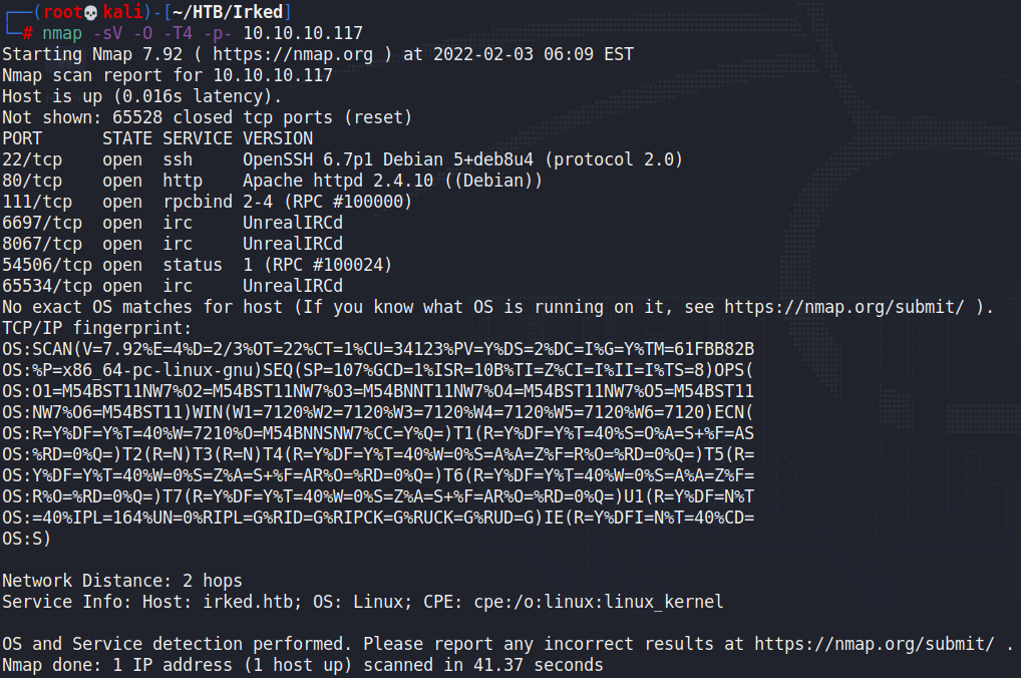 ┌──(root💀kali)-[~/HTB/Irked]
└─# nmap -sV -O -T4 -p- 10.10.10.117
Starting Nmap 7.92 ( https://nmap.org ) at 2022-02-03 06:09 EST
Nmap scan report for 10.10.10.117
Host is up (0.016s latency).
Not shown: 65528 closed tcp ports (reset)
PORT      STATE SERVICE VERSION
22/tcp    open  ssh     OpenSSH 6.7p1 Debian 5+deb8u4 (protocol 2.0)
80/tcp    open  http    Apache httpd 2.4.10 ((Debian))
111/tcp   open  rpcbind 2-4 (RPC #100000)
6697/tcp  open  irc     UnrealIRCd
8067/tcp  open  irc     UnrealIRCd
54506/tcp open  status  1 (RPC #100024)
65534/tcp open  irc     UnrealIRCd
No exact OS matches for host (If you know what OS is running on it, see https://nmap.org/submit/ ).
TCP/IP fingerprint:
OS:SCAN(V=7.92%E=4%D=2/3%OT=22%CT=1%CU=34123%PV=Y%DS=2%DC=I%G=Y%TM=61FBB82B
OS:%P=x86_64-pc-linux-gnu)SEQ(SP=107%GCD=1%ISR=10B%TI=Z%CI=I%II=I%TS=8)OPS(
OS:O1=M54BST11NW7%O2=M54BST11NW7%O3=M54BNNT11NW7%O4=M54BST11NW7%O5=M54BST11
OS:NW7%O6=M54BST11)WIN(W1=7120%W2=7120%W3=7120%W4=7120%W5=7120%W6=7120)ECN(
OS:R=Y%DF=Y%T=40%W=7210%O=M54BNNSNW7%CC=Y%Q=)T1(R=Y%DF=Y%T=40%S=O%A=S+%F=AS
OS:%RD=0%Q=)T2(R=N)T3(R=N)T4(R=Y%DF=Y%T=40%W=0%S=A%A=Z%F=R%O=%RD=0%Q=)T5(R=
OS:Y%DF=Y%T=40%W=0%S=Z%A=S+%F=AR%O=%RD=0%Q=)T6(R=Y%DF=Y%T=40%W=0%S=A%A=Z%F=
OS:R%O=%RD=0%Q=)T7(R=Y%DF=Y%T=40%W=0%S=Z%A=S+%F=AR%O=%RD=0%Q=)U1(R=Y%DF=N%T
OS:=40%IPL=164%UN=0%RIPL=G%RID=G%RIPCK=G%RUCK=G%RUD=G)IE(R=Y%DFI=N%T=40%CD=
OS:S)
Network Distance: 2 hops
Service Info: Host: irked.htb; OS: Linux; CPE: cpe:/o:linux:linux_kernel
OS and Service detection performed. Please report any incorrect results at https://nmap.org/submit/ .
Nmap done: 1 IP address (1 host up) scanned in 41.37 seconds